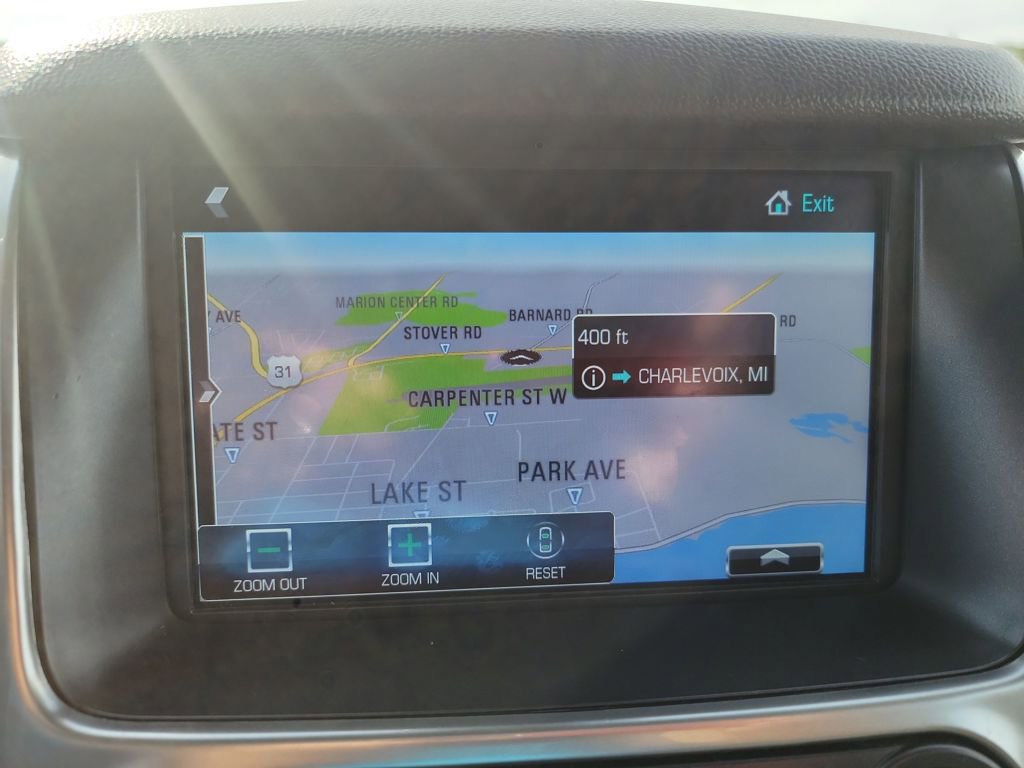 Exit
MARION CENTER RD
AVE
BARNARD RD
STOVER RD
RD
400 ft
31
CHARLEVOIX, MI
CARPENTER ST W
TE ST
PARK AVE
LAKE ST
ZOOM OUT
ZOOM IN
RESET